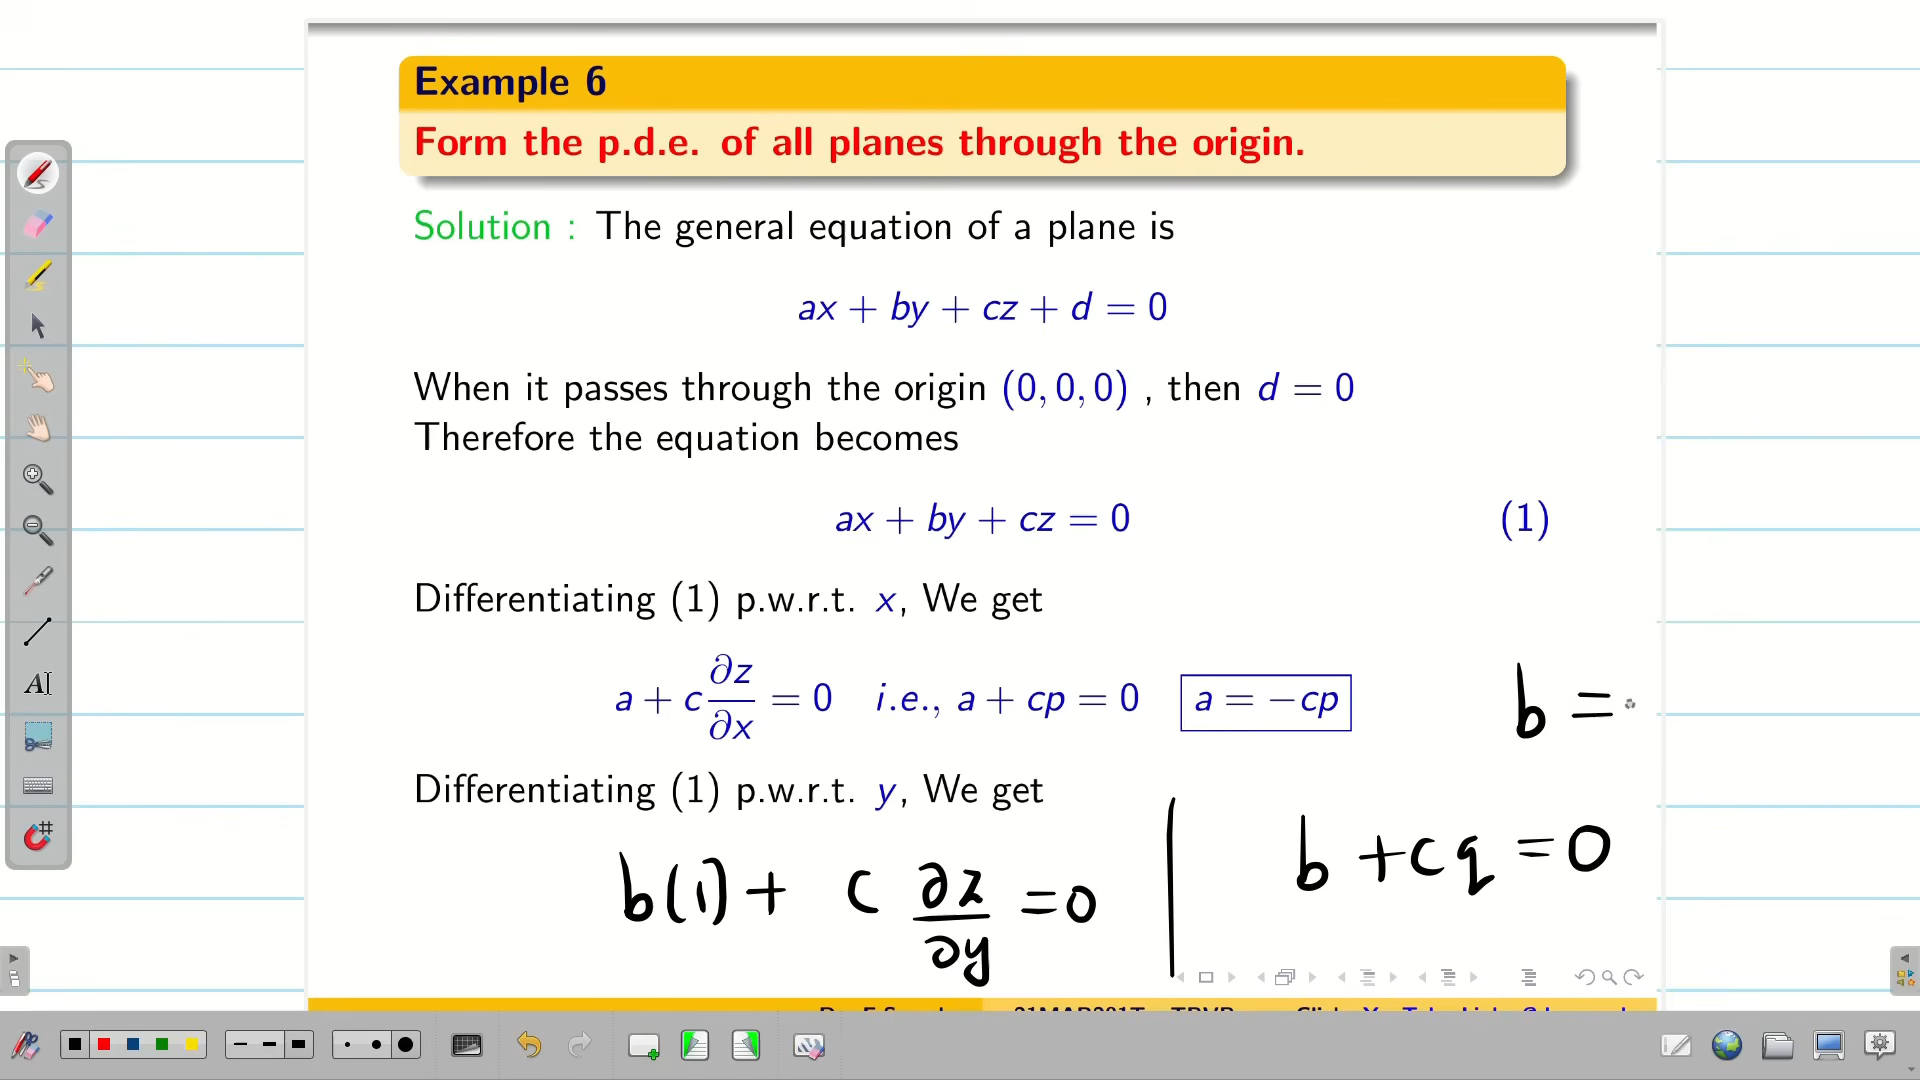 Example 6
Form the p.d.e. of all planes through the origin.
Solution : The general equation of a plane is
ax + by + cz + d = 0
When it passes through the origin (0, 0, 0) , then d = 0
Therefore the equation becomes
ax + by + cz = 0 (1)
Differentiating (1) p.w.r.t. x, We get
a + c ∂z/∂x = 0 i.e., a + cp = 0 a = −cp
b =
Differentiating (1) p.w.r.t. y, We get
b(1) + c ∂z/∂y = 0
b + cq = 0